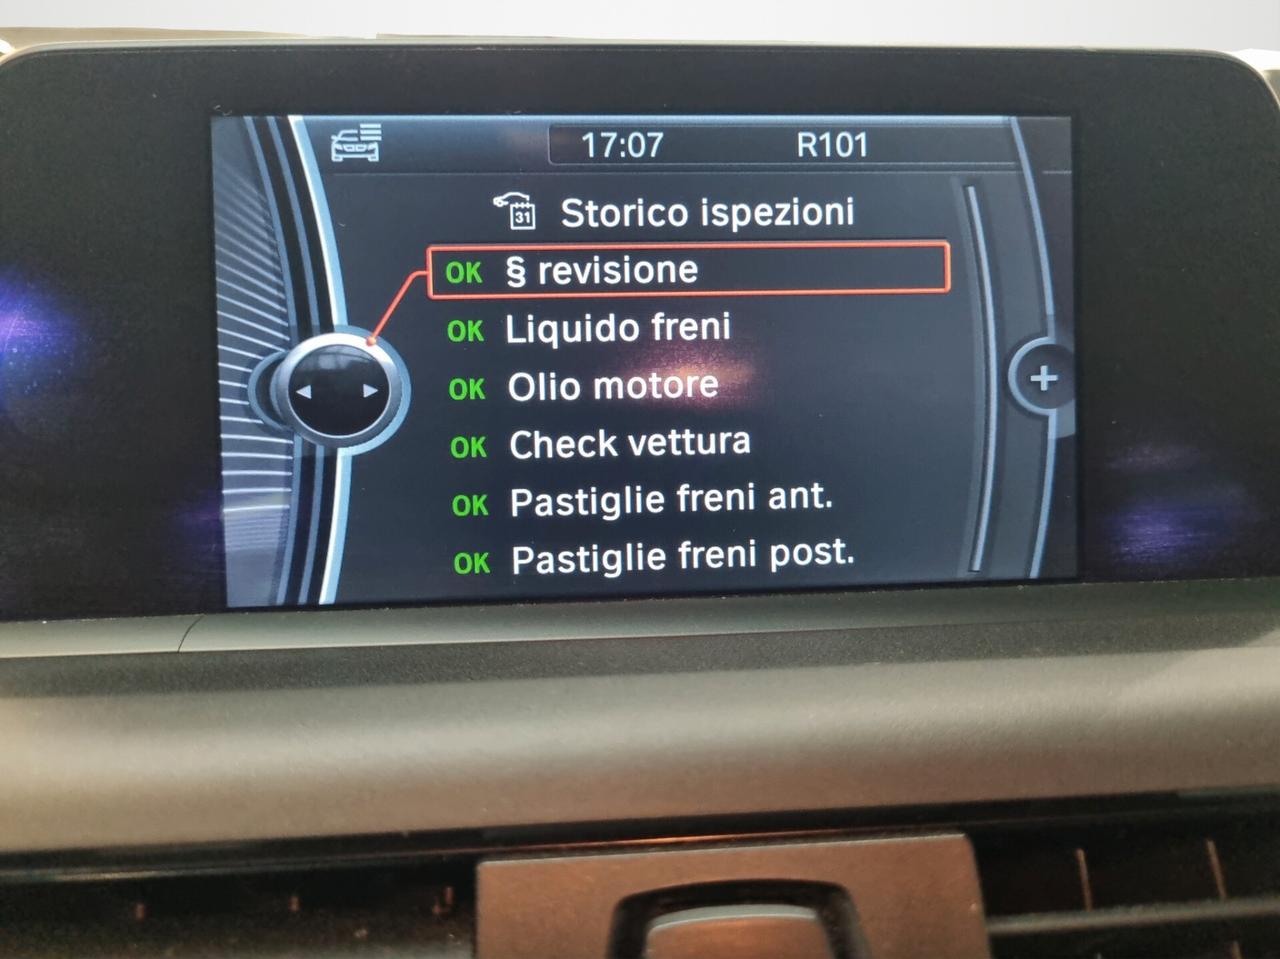 17:07 R101
31 Storico ispezioni
OK § revisione
OK Liquido freni
OK Olio motore
OK Check vettura
OK Pastiglie freni ant.
OK Pastiglie freni post.